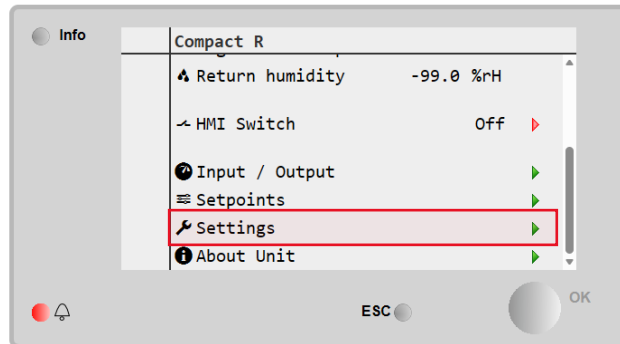 Info
Compact R
Return humidity -99.0 %rH
HMI Switch Off
Input / Output
Setpoints
Settings
About Unit
ESC
OK